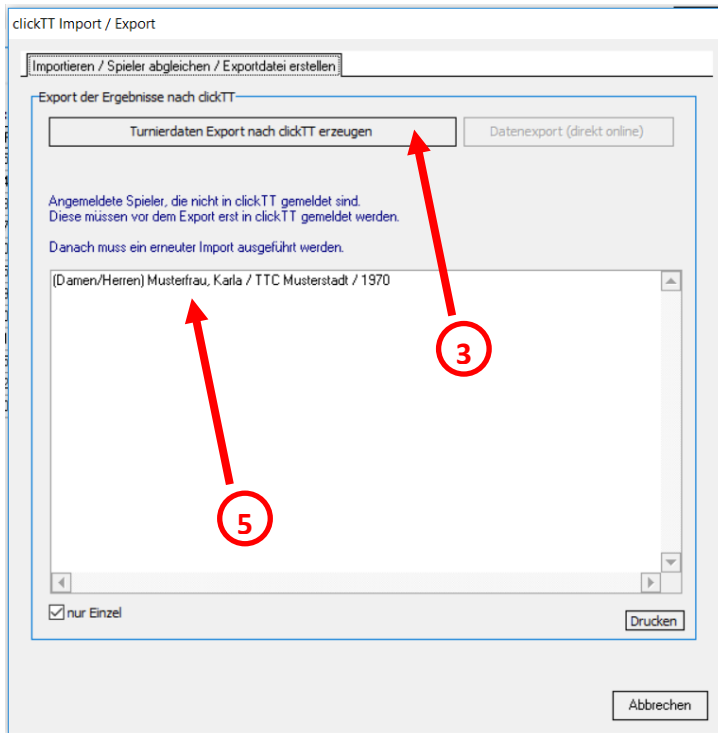 clickTT Import / Export
Importieren / Spieler abgleichen / Exportdatei erstellen
Export der Ergebnisse nach clickTT
Turnierdaten Export nach clickTT erzeugen
Datenexport (direkt online)
Angemeldete Spieler, die nicht in clickTT gemeldet sind.
Diese müssen vor dem Export erst in clickTT gemeldet werden.
Danach muss ein erneuter Import ausgeführt werden.
(Damen/Herren) Musterfrau, Karla / TTC Musterstadt / 1970
3
5
nur Einzel
Drucken
Abbrechen